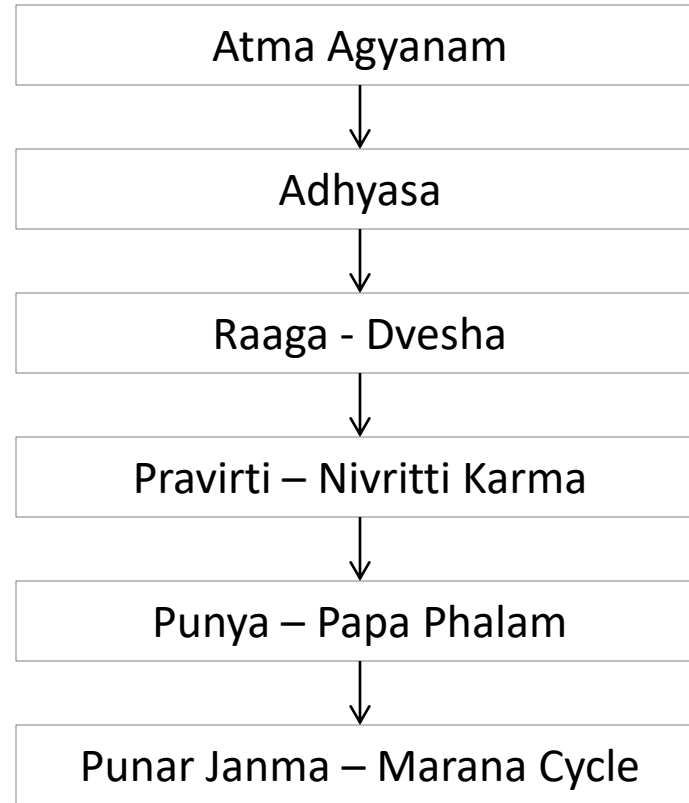 Atma Agyanam
Adhyasa
Raaga - Dvesha
Pravirti – Nivritti Karma
Punya – Papa Phalam
Punar Janma – Marana Cycle